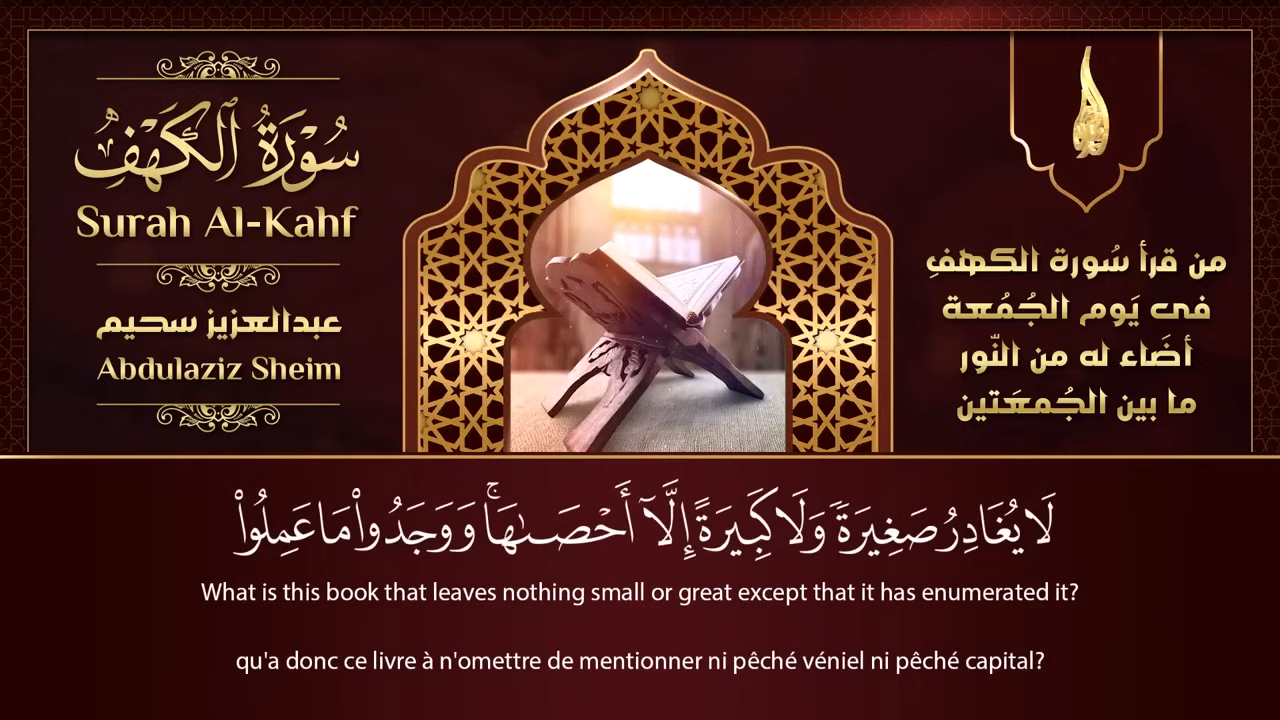 سُورَةُ ٱلْكَهْفِ
Surah Al-Kahf
عبدالعزيز سحيم
Abdulaziz Sheim
من قرأ سُورة الكهفِ
فى يَوم الجُمُعة
أضَاء له من النّور
ما بين الجُمعَتين
لَا يُغَادِرُ صَغِيرَةً وَلَا كَبِيرَةً إِلَّآ أَحْصَىٰهَا ۚ وَوَجَدُوا۟ مَا عَمِلُوا۟
What is this book that leaves nothing small or great except that it has enumerated it?
qu'a donc ce livre à n'omettre de mentionner ni pêché véniel ni pêché capital?